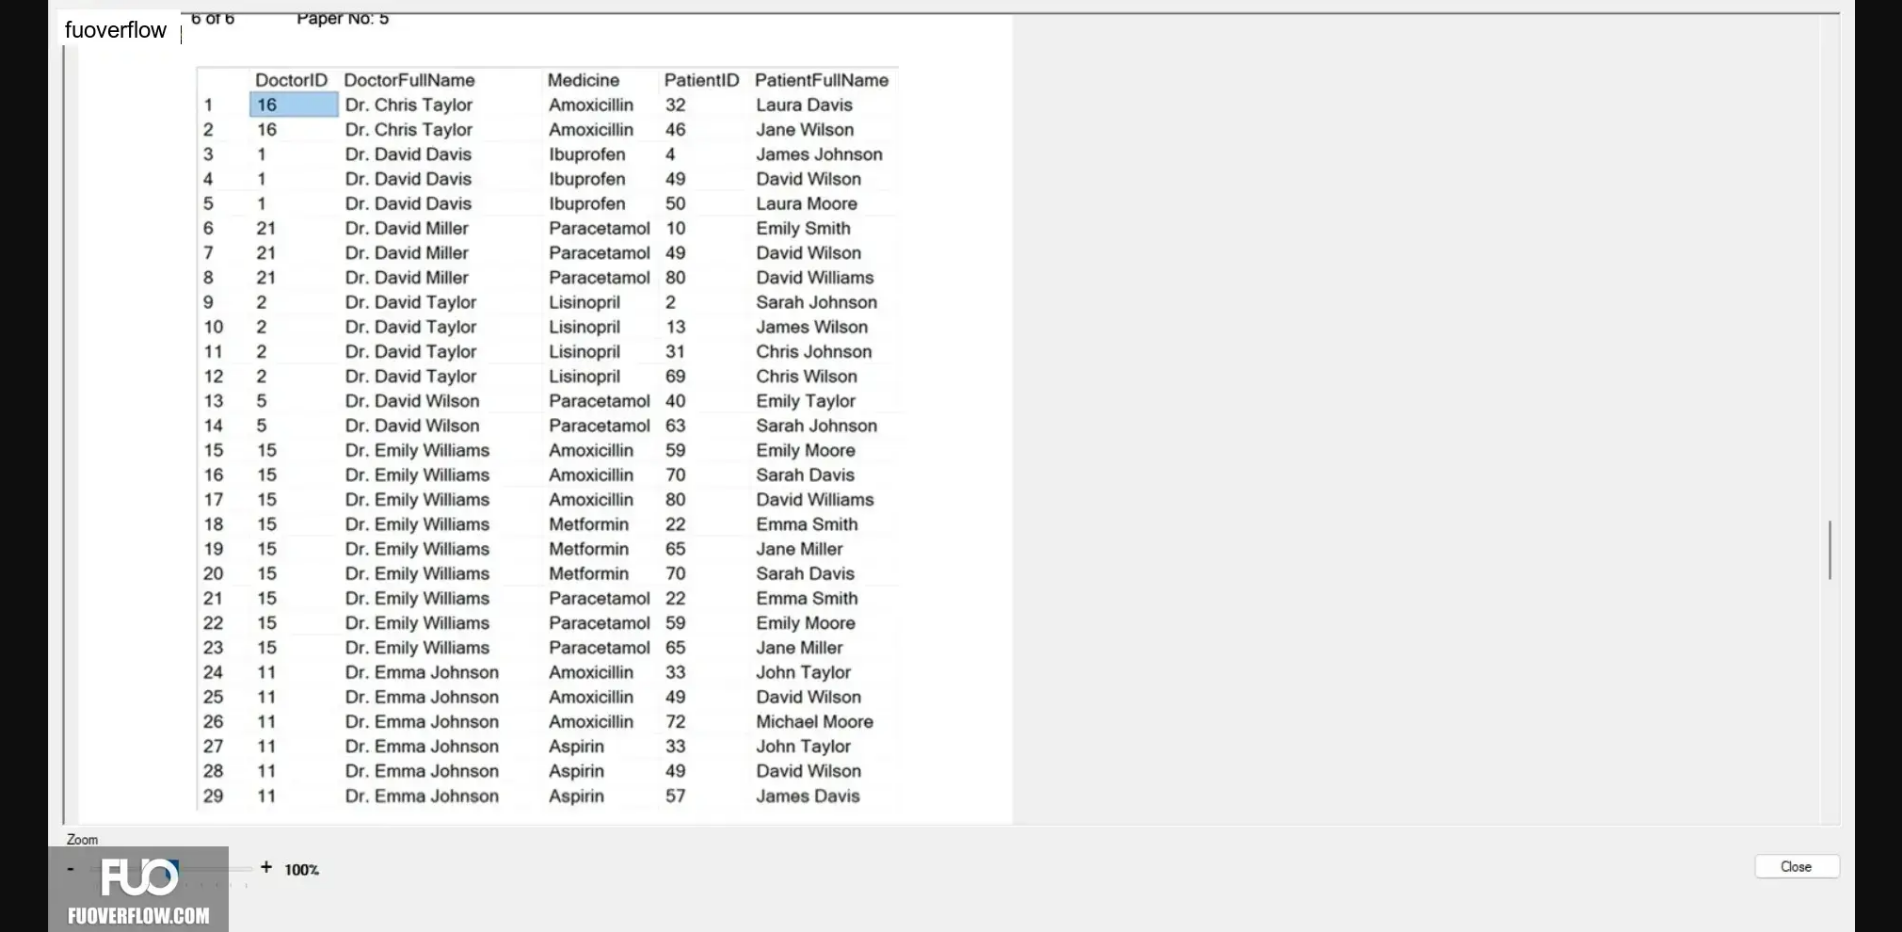 fuoverflow
6 of 6 Paper No: 5
DoctorID DoctorFullName Medicine PatientID PatientFullName
1 16 Dr. Chris Taylor Amoxicillin 32 Laura Davis
2 16 Dr. Chris Taylor Amoxicillin 46 Jane Wilson
3 1 Dr. David Davis Ibuprofen 4 James Johnson
4 1 Dr. David Davis Ibuprofen 49 David Wilson
5 1 Dr. David Davis Ibuprofen 50 Laura Moore
6 21 Dr. David Miller Paracetamol 10 Emily Smith
7 21 Dr. David Miller Paracetamol 49 David Wilson
8 21 Dr. David Miller Paracetamol 80 David Williams
9 2 Dr. David Taylor Lisinopril 2 Sarah Johnson
10 2 Dr. David Taylor Lisinopril 13 James Wilson
11 2 Dr. David Taylor Lisinopril 31 Chris Johnson
12 2 Dr. David Taylor Lisinopril 69 Chris Wilson
13 5 Dr. David Wilson Paracetamol 40 Emily Taylor
14 5 Dr. David Wilson Paracetamol 63 Sarah Johnson
15 15 Dr. Emily Williams Amoxicillin 59 Emily Moore
16 15 Dr. Emily Williams Amoxicillin 70 Sarah Davis
17 15 Dr. Emily Williams Amoxicillin 80 David Williams
18 15 Dr. Emily Williams Metformin 22 Emma Smith
19 15 Dr. Emily Williams Metformin 65 Jane Miller
20 15 Dr. Emily Williams Metformin 70 Sarah Davis
21 15 Dr. Emily Williams Paracetamol 22 Emma Smith
22 15 Dr. Emily Williams Paracetamol 59 Emily Moore
23 15 Dr. Emily Williams Paracetamol 65 Jane Miller
24 11 Dr. Emma Johnson Amoxicillin 33 John Taylor
25 11 Dr. Emma Johnson Amoxicillin 49 David Wilson
26 11 Dr. Emma Johnson Amoxicillin 72 Michael Moore
27 11 Dr. Emma Johnson Aspirin 33 John Taylor
28 11 Dr. Emma Johnson Aspirin 49 David Wilson
29 11 Dr. Emma Johnson Aspirin 57 James Davis
Zoom
- + 100%
Close
FUO
FUOVERFLOW.COM